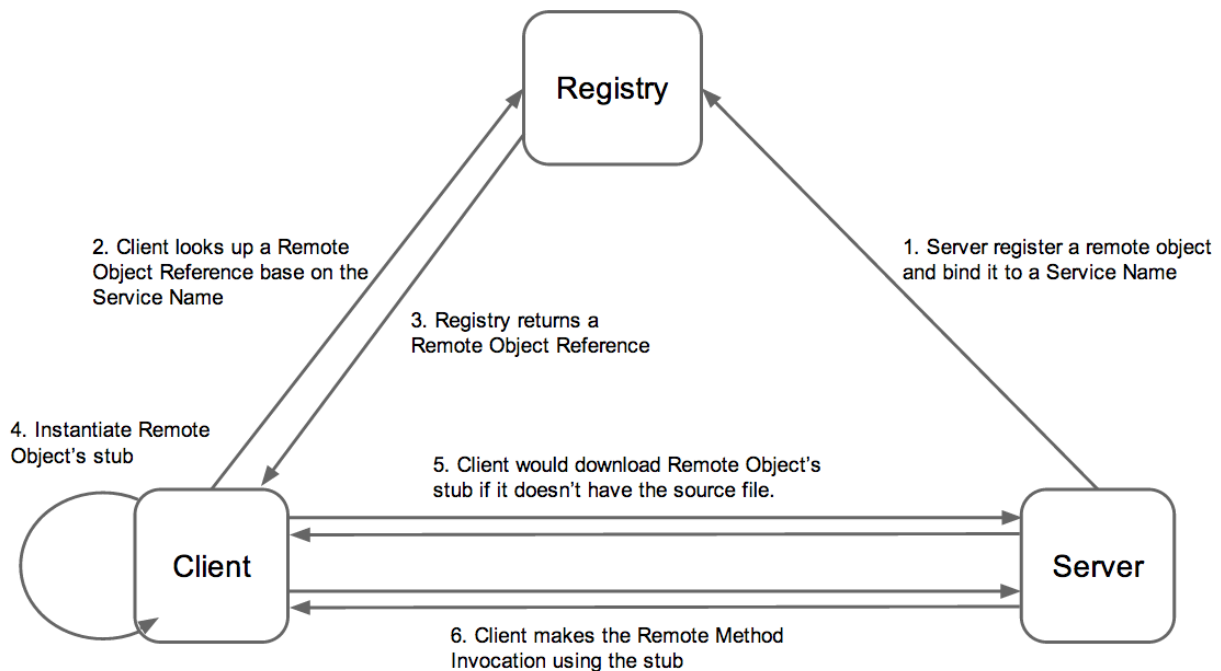 Registry
2. Client looks up a Remote
Object Reference base on the
Service Name
1. Server register a remote object
and bind it to a Service Name
3. Registry returns a
Remote Object Reference
4. Instantiate Remote
Object's stub
5. Client would download Remote Object's
stub if it doesn't have the source file.
Client
Server
6. Client makes the Remote Method
Invocation using the stub